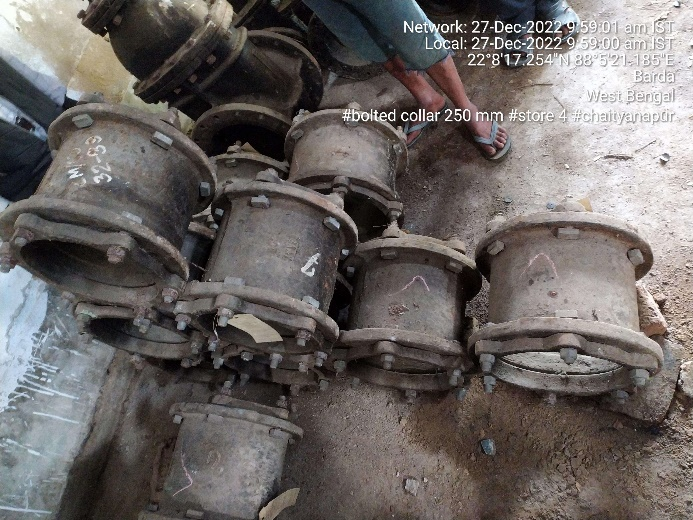 Network: 27-Dec-2022 9:59:01 am IST
Local: 27-Dec-2022 9:59:00 am IST
22°8'17.254"N 88°5'21.185"E
Barda
West Bengal
#bolted collar 250 mm #store 4 #chaityanapur